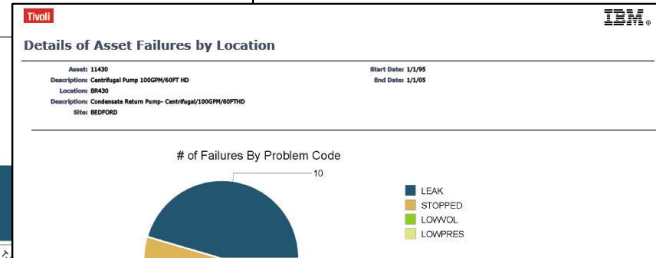 Tivoli
IBM®
Details of Asset Failures by Location
Asset: 11430
Start Date: 1/1/95
Description: Centrifugal Pump 100GPM/60FT HD
End Date: 1/1/05
Location: BR430
Description: Condensate Return Pump- Centrifugal/100GPM/60FTHD
Site: BEDFORD
# of Failures By Problem Code
10
LEAK
STOPPED
LOWVOL
LOWPRES